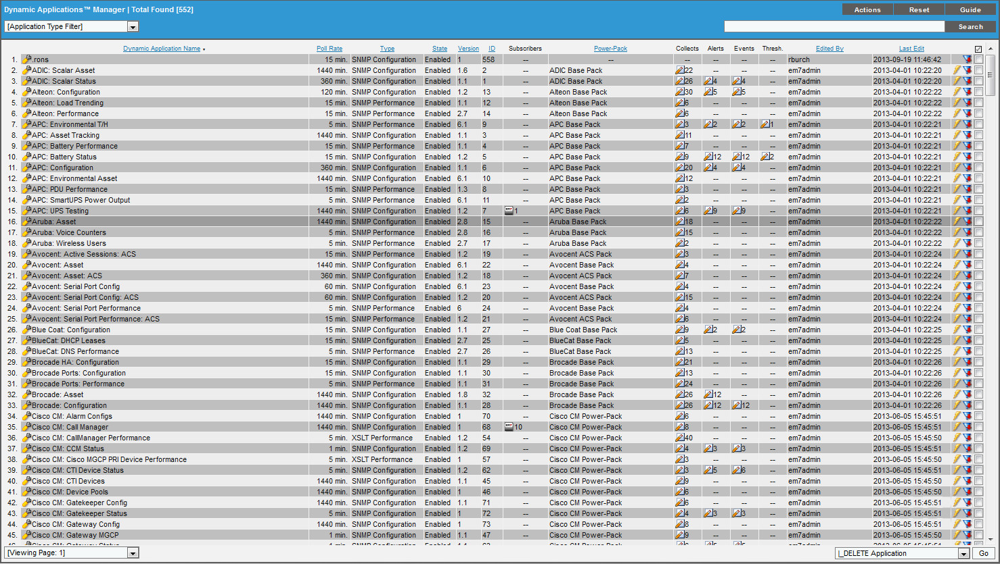 Dynamic Applications™ Manager | Total Found [552]
Actions Reset Guide
[Application Type Filter] Search
Dynamic Application Name Poll Rate Type State Version ID Subscribers Power-Pack Collects Alerts Events Thresh. Edited By Last Edit
1. .rons 15 min. SNMP Configuration Enabled 1 558 -- -- -- -- -- -- rburch 2013-09-19 11:46:42
2. ADIC: Scalar Asset 1440 min. SNMP Configuration Enabled 1.6 2 -- ADIC Base Pack 22 -- -- -- em7admin 2013-04-01 10:22:20
3. ADIC: Scalar Status 360 min. SNMP Configuration Enabled 1.1 1 -- ADIC Base Pack 26 4 4 -- em7admin 2013-04-01 10:22:20
4. Alteon: Configuration 120 min. SNMP Configuration Enabled 1.2 13 -- Alteon Base Pack 30 5 5 -- em7admin 2013-04-01 10:22:22
5. Alteon: Load Trending 15 min. SNMP Performance Enabled 1.1 12 -- Alteon Base Pack 6 -- -- -- em7admin 2013-04-01 10:22:22
6. Alteon: Performance 15 min. SNMP Performance Enabled 2.7 14 -- Alteon Base Pack 6 -- -- -- em7admin 2013-04-01 10:22:22
7. APC: Environmental T/H 5 min. SNMP Performance Enabled 6.1 9 -- APC Base Pack 3 2 2 1 em7admin 2013-04-01 10:22:21
8. APC: Asset Tracking 1440 min. SNMP Configuration Enabled 1.1 3 -- APC Base Pack 11 -- -- -- em7admin 2013-04-01 10:22:21
9. APC: Battery Performance 15 min. SNMP Performance Enabled 1.1 4 -- APC Base Pack 7 -- -- -- em7admin 2013-04-01 10:22:21
10. APC: Battery Status 15 min. SNMP Configuration Enabled 1.2 5 -- APC Base Pack 9 12 12 2 em7admin 2013-04-01 10:22:21
11. APC: Configuration 360 min. SNMP Configuration Enabled 1.1 6 -- APC Base Pack 20 4 4 -- em7admin 2013-04-01 10:22:21
12. APC: Environmental Asset 1440 min. SNMP Configuration Enabled 6.1 10 -- APC Base Pack 12 -- -- -- em7admin 2013-04-01 10:22:21
13. APC: PDU Performance 15 min. SNMP Performance Enabled 1.3 8 -- APC Base Pack 3 -- -- -- em7admin 2013-04-01 10:22:21
14. APC: SmartUPS Power Output 5 min. SNMP Performance Enabled 6.1 11 -- APC Base Pack 2 -- -- -- em7admin 2013-04-01 10:22:21
15. APC: UPS Testing 1440 min. SNMP Configuration Enabled 1.2 7 1 APC Base Pack 6 9 9 -- em7admin 2013-04-01 10:22:21
16. Aruba: Asset 1440 min. SNMP Configuration Enabled 2.8 15 -- Aruba Base Pack 18 -- -- -- em7admin 2013-04-01 10:22:22
17. Aruba: Voice Counters 5 min. SNMP Performance Enabled 2.8 16 -- Aruba Base Pack 15 -- -- -- em7admin 2013-04-01 10:22:22
18. Aruba: Wireless Users 5 min. SNMP Performance Enabled 2.7 17 -- Aruba Base Pack 2 -- -- -- em7admin 2013-04-01 10:22:22
19. Avocent: Active Sessions: ACS 15 min. SNMP Performance Enabled 1.2 19 -- Avocent ACS Pack 3 -- -- -- em7admin 2013-04-01 10:22:24
20. Avocent: Asset 1440 min. SNMP Configuration Enabled 6.1 22 -- Avocent Base Pack 4 -- -- -- em7admin 2013-04-01 10:22:24
21. Avocent: Asset: ACS 360 min. SNMP Configuration Enabled 1.2 18 -- Avocent ACS Pack 7 -- -- -- em7admin 2013-04-01 10:22:24
22. Avocent: Serial Port Config 60 min. SNMP Configuration Enabled 6.1 23 -- Avocent Base Pack 4 -- -- -- em7admin 2013-04-01 10:22:24
23. Avocent: Serial Port Config: ACS 60 min. SNMP Configuration Enabled 1.2 20 -- Avocent ACS Pack 15 -- -- -- em7admin 2013-04-01 10:22:24
24. Avocent: Serial Port Performance 5 min. SNMP Performance Enabled 6 24 -- Avocent Base Pack 4 -- -- -- em7admin 2013-04-01 10:22:24
25. Avocent: Serial Port Performance: ACS 15 min. SNMP Performance Enabled 1.2 21 -- Avocent ACS Pack 6 -- -- -- em7admin 2013-04-01 10:22:24
26. Blue Coat: Configuration 15 min. SNMP Configuration Enabled 1.1 27 -- Blue Coat Base Pack 9 2 2 -- em7admin 2013-04-01 10:22:25
27. BlueCat: DHCP Leases 15 min. SNMP Performance Enabled 2.7 25 -- BlueCat Base Pack 5 -- -- -- em7admin 2013-04-01 10:22:25
28. BlueCat: DNS Performance 5 min. SNMP Performance Enabled 2.7 26 -- BlueCat Base Pack 13 -- -- -- em7admin 2013-04-01 10:22:25
29. Brocade HA: Configuration 15 min. SNMP Configuration Enabled 1.1 29 -- Brocade Base Pack 21 -- -- -- em7admin 2013-04-01 10:22:26
30. Brocade Ports: Configuration 15 min. SNMP Configuration Enabled 1.1 30 -- Brocade Base Pack 13 -- -- -- em7admin 2013-04-01 10:22:26
31. Brocade Ports: Performance 5 min. SNMP Performance Enabled 1.1 31 -- Brocade Base Pack 24 -- -- -- em7admin 2013-04-01 10:22:26
32. Brocade: Asset 1440 min. SNMP Configuration Enabled 1.8 32 -- Brocade Base Pack 26 12 -- -- em7admin 2013-04-01 10:22:26
33. Brocade: Configuration 1440 min. SNMP Configuration Enabled 1.1 28 -- Brocade Base Pack 26 12 12 -- em7admin 2013-04-01 10:22:26
34. Cisco CM: Alarm Configs 1440 min. SNMP Configuration Enabled 1 70 -- Cisco CM Power-Pack 6 -- -- -- em7admin 2013-06-05 15:45:51
35. Cisco CM: Call Manager 1440 min. SNMP Configuration Enabled 1 68 10 Cisco CM Power-Pack 8 -- -- -- em7admin 2013-06-05 15:45:51
36. Cisco CM: CallManager Performance 5 min. XSLT Performance Enabled 1.2 54 -- Cisco CM Power-Pack 40 -- -- -- em7admin 2013-06-05 15:45:50
37. Cisco CM: CCM Status 1 min. SNMP Configuration Enabled 1.2 69 -- Cisco CM Power-Pack 4 3 3 -- em7admin 2013-06-05 15:45:51
38. Cisco CM: Cisco MGCP PRI Device Performance 5 min. XSLT Performance Enabled 1 57 -- Cisco CM Power-Pack 3 -- -- -- em7admin 2013-06-05 15:45:51
39. Cisco CM: CTI Device Status 5 min. SNMP Configuration Enabled 1.2 62 -- Cisco CM Power-Pack 3 5 6 -- em7admin 2013-06-05 15:45:51
40. Cisco CM: CTI Devices 1440 min. SNMP Configuration Enabled 1.1 45 -- Cisco CM Power-Pack 9 -- -- -- em7admin 2013-06-05 15:45:50
41. Cisco CM: Device Pools 1440 min. SNMP Configuration Enabled 1 46 -- Cisco CM Power-Pack 6 -- -- -- em7admin 2013-06-05 15:45:50
42. Cisco CM: Gatekeeper Config 1440 min. SNMP Configuration Enabled 1.1 71 -- Cisco CM Power-Pack 6 -- -- -- em7admin 2013-06-05 15:45:51
43. Cisco CM: Gatekeeper Status 5 min. SNMP Configuration Enabled 1 72 -- Cisco CM Power-Pack 4 3 3 -- em7admin 2013-06-05 15:45:51
44. Cisco CM: Gateway Config 1440 min. SNMP Configuration Enabled 1 73 -- Cisco CM Power-Pack 8 -- -- -- em7admin 2013-06-05 15:45:51
45. Cisco CM: Gateway MGCP 1 min. SNMP Configuration Enabled 1.1 47 -- Cisco CM Power-Pack 9 -- -- -- em7admin 2013-06-05 15:45:50
[Viewing Page: 1] |_DELETE Application Go